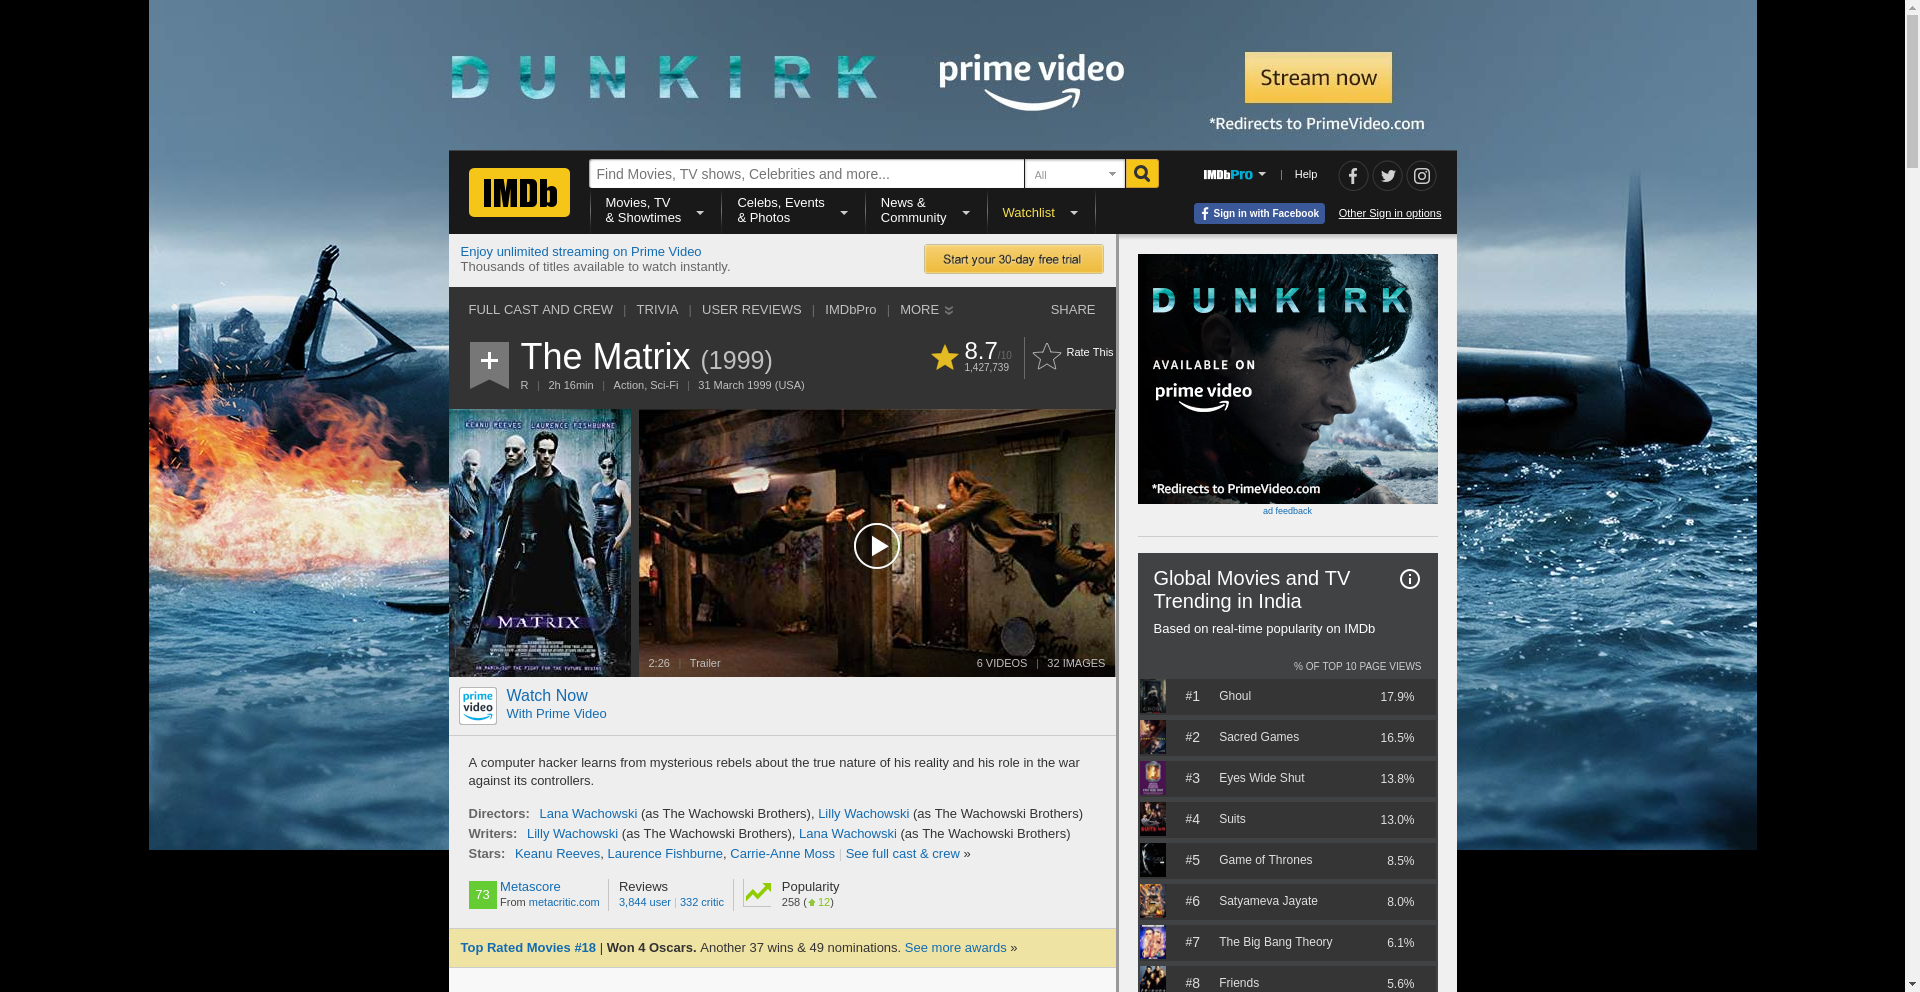 DUNKIRK
prime video
Stream now
*Redirects to PrimeVideo.com
IMDb
Find Movies, TV shows, Celebrities and more...
All
IMDbPro | Help
Movies, TV
& Showtimes
Celebs, Events
& Photos
News &
Community
Watchlist
Sign in with Facebook
Other Sign in options
Enjoy unlimited streaming on Prime Video
Thousands of titles available to watch instantly.
Start your 30-day free trial
FULL CAST AND CREW | TRIVIA | USER REVIEWS | IMDbPro | MORE
SHARE
The Matrix (1999)
R | 2h 16min | Action, Sci-Fi | 31 March 1999 (USA)
8.7/10
1,427,739
Rate This
KEANU REEVES LAURENCE FISHBURNE
MATRIX
2:26 | Trailer
6 VIDEOS | 32 IMAGES
prime
video
Watch Now
With Prime Video
A computer hacker learns from mysterious rebels about the true nature of his reality and his role in the war
against its controllers.
Directors: Lana Wachowski (as The Wachowski Brothers), Lilly Wachowski (as The Wachowski Brothers)
Writers: Lilly Wachowski (as The Wachowski Brothers), Lana Wachowski (as The Wachowski Brothers)
Stars: Keanu Reeves, Laurence Fishburne, Carrie-Anne Moss | See full cast & crew »
73
Metascore
From metacritic.com
Reviews
3,844 user | 332 critic
Popularity
258 (12)
Top Rated Movies #18 | Won 4 Oscars. Another 37 wins & 49 nominations. See more awards »
DUNKIRK
AVAILABLE ON
prime video
*Redirects to PrimeVideo.com
ad feedback
Global Movies and TV
Trending in India
Based on real-time popularity on IMDb
% OF TOP 10 PAGE VIEWS
#1 Ghoul 17.9%
#2 Sacred Games 16.5%
#3 Eyes Wide Shut 13.8%
#4 Suits 13.0%
#5 Game of Thrones 8.5%
#6 Satyameva Jayate 8.0%
#7 The Big Bang Theory 6.1%
#8 Friends 5.6%